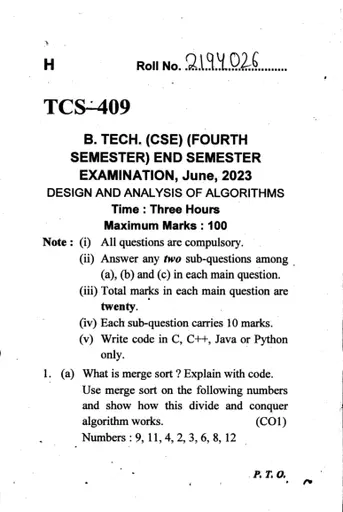 H Roll No. 2194026
TCS-409
B. TECH. (CSE) (FOURTH
SEMESTER) END SEMESTER
EXAMINATION, June, 2023
DESIGN AND ANALYSIS OF ALGORITHMS
Time : Three Hours
Maximum Marks : 100
Note : (i) All questions are compulsory.
(ii) Answer any two sub-questions among
(a), (b) and (c) in each main question.
(iii) Total marks in each main question are
twenty.
(iv) Each sub-question carries 10 marks.
(v) Write code in C, C++, Java or Python
only.
1. (a) What is merge sort ? Explain with code.
Use merge sort on the following numbers
and show how this divide and conquer
algorithm works. (CO1)
Numbers : 9, 11, 4, 2, 3, 6, 8, 12
P. T. O.